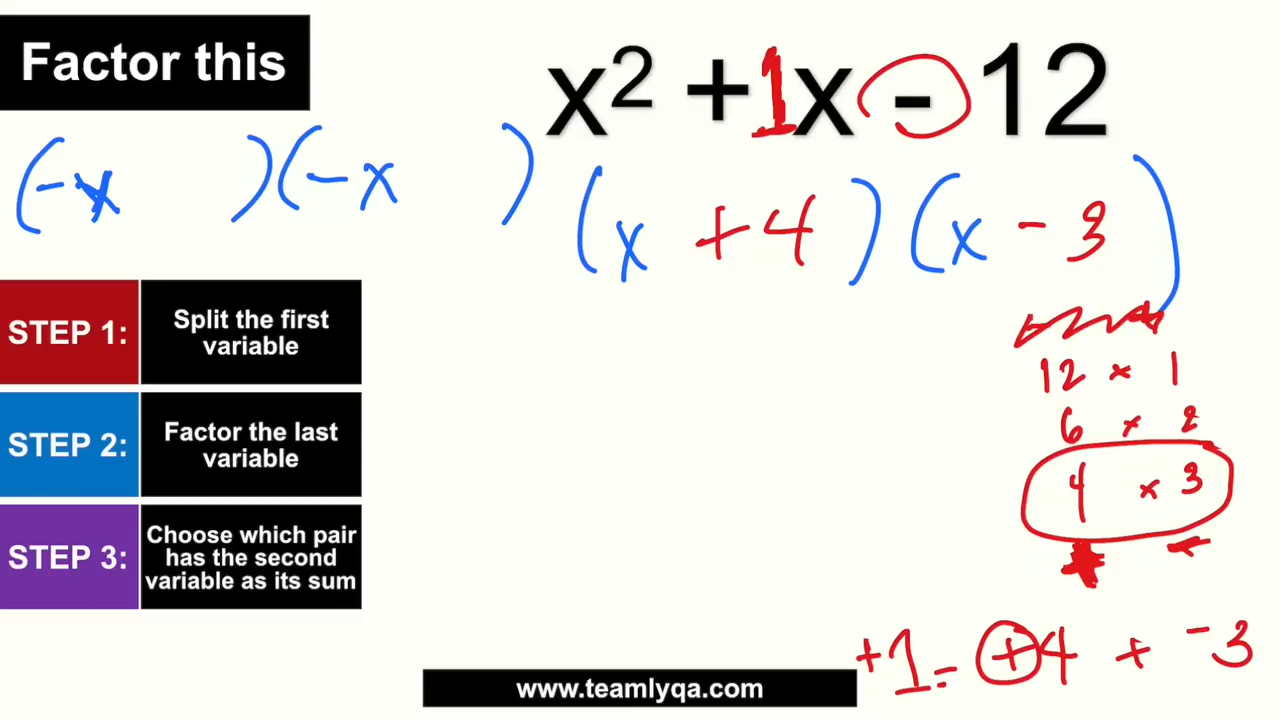 Factor this
x² + 1x - 12
(-x )(-x )
(x + 4)(x - 3)
STEP 1:
Split the first
variable
STEP 2:
Factor the last
variable
STEP 3:
Choose which pair
has the second
variable as its sum
12 × 1
6 × 2
4 × 3
+1 = +4 + -3
www.teamlyqa.com